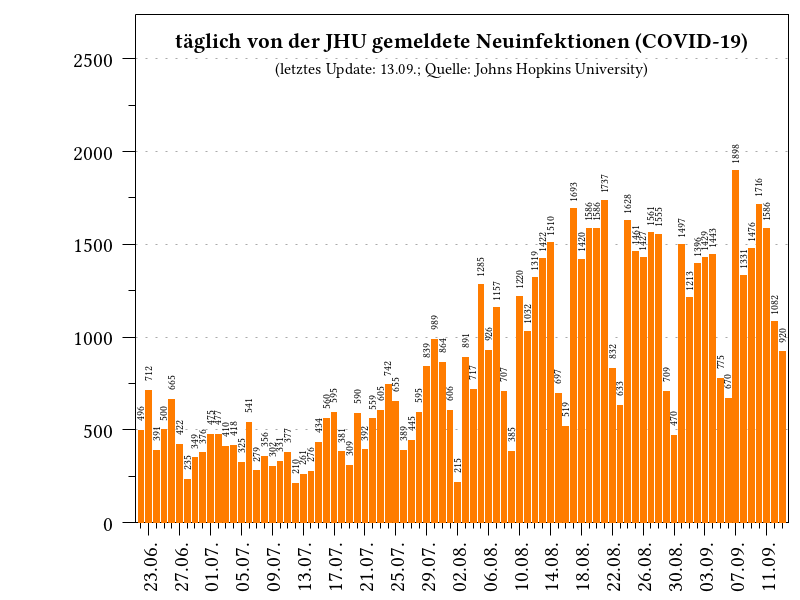 täglich von der JHU gemeldete Neuinfektionen (COVID-19)
(letztes Update: 13.09.; Quelle: Johns Hopkins University)
2500
2000
1500
1000
500
0
496 712 391 500 665 422 235 349 376 475 477 410 418 325 541 279 356 302 331 377 210 261 276 434 560 595 381 309 590 392 559 605 742 655 389 445 595 839 989 864 606 215 891 717 1285 926 1157 707 385 1220 1032 1319 1422 1510 697 519 1693 1420 1586 1586 1737 832 633 1628 1461 1427 1561 1555 709 470 1497 1213 1396 1429 1443 775 670 1898 1331 1476 1716 1586 1082 920
23.06. 27.06. 01.07. 05.07. 09.07. 13.07. 17.07. 21.07. 25.07. 29.07. 02.08. 06.08. 10.08. 14.08. 18.08. 22.08. 26.08. 30.08. 03.09. 07.09. 11.09.